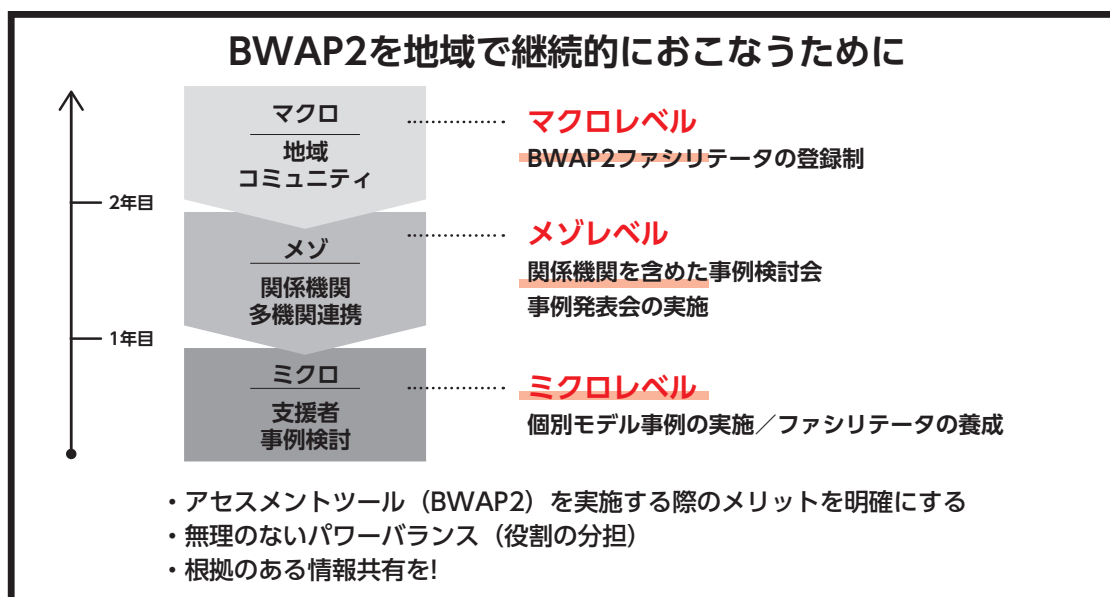 BWAP2を地域で継続的におこなうために
マクロ
地域
コミュニティ
マクロレベル
BWAP2ファシリテータの登録制
2年目
メゾ
関係機関
多機関連携
メゾレベル
関係機関を含めた事例検討会
事例発表会の実施
1年目
ミクロ
支援者
事例検討
ミクロレベル
個別モデル事例の実施／ファシリテータの養成
・アセスメントツール（BWAP2）を実施する際のメリットを明確にする
・無理のないパワーバランス（役割の分担）
・根拠のある情報共有を!